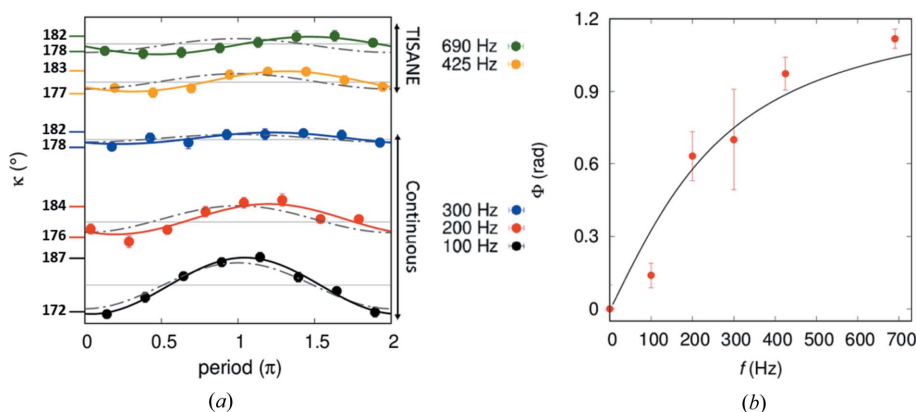 182
178
183
177
182
178
184
176
187
172
κ (°)
0 0.5 1 1.5 2
period (π)
TISANE
Continuous
690 Hz
425 Hz
300 Hz
200 Hz
100 Hz
(a)
1.2
0.9
0.6
0.3
0
Φ (rad)
0 100 200 300 400 500 600 700
f (Hz)
(b)